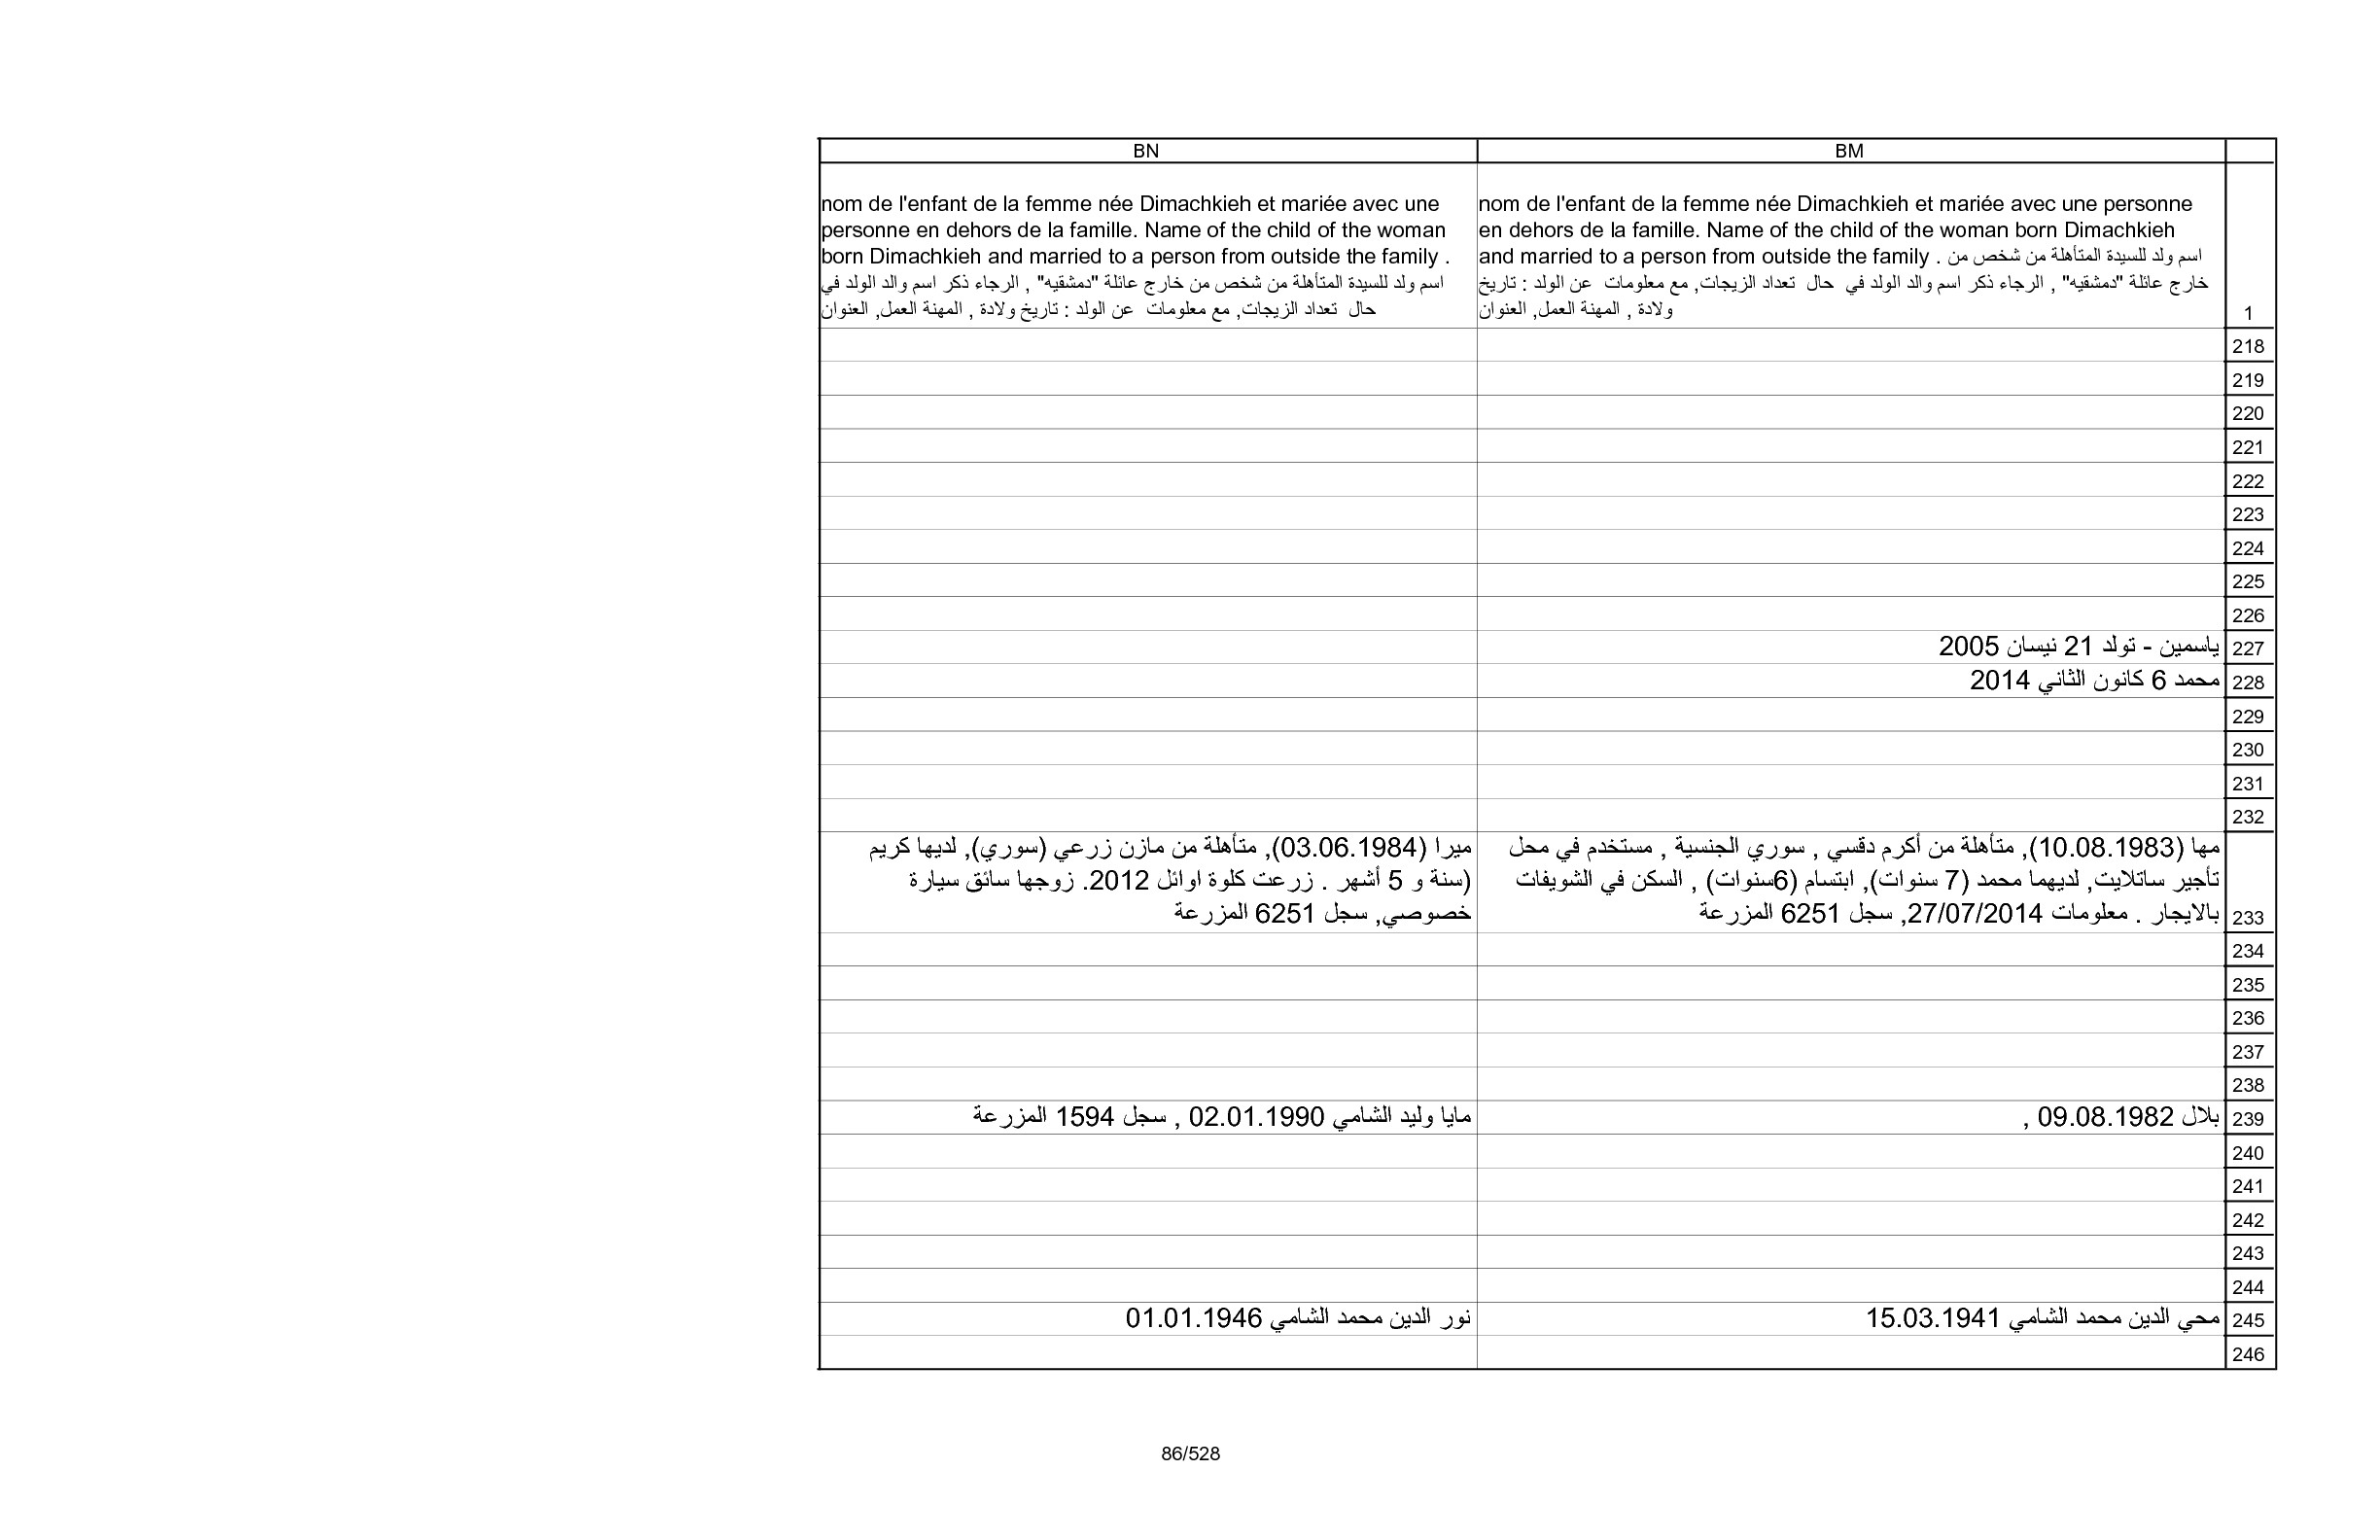 BM
BN
nom de l'enfant de la femme née Dimachkieh et mariée avec une personne
en dehors de la famille. Name of the child of the woman born Dimachkieh
and married to a person from outside the family . اسم ولد للسيدة المتأهلة من شخص من
خارج عائلة "دمشقيه" , الرجاء ذكر اسم والد الولد في حال تعداد الزيجات, مع معلومات عن الولد : تاريخ
ولادة , المهنة العمل, العنوان
nom de l'enfant de la femme née Dimachkieh et mariée avec une
personne en dehors de la famille. Name of the child of the woman
born Dimachkieh and married to a person from outside the family .
اسم ولد للسيدة المتأهلة من شخص من خارج عائلة "دمشقيه" , الرجاء ذكر اسم والد الولد في
حال تعداد الزيجات, مع معلومات عن الولد : تاريخ ولادة , المهنة العمل, العنوان
1
218
219
220
221
222
223
224
225
226
227
ياسمين - تولد 21 نيسان 2005
228
محمد 6 كانون الثاني 2014
229
230
231
232
233
مها (10.08.1983), متأهلة من أكرم دقسي , سوري الجنسية , مستخدم في محل
تأجير ساتلايت, لديهما محمد (7 سنوات), ابتسام (6سنوات) , السكن في الشويفات
بالايجار . معلومات 27/07/2014, سجل 6251 المزرعة
ميرا (03.06.1984), متأهلة من مازن زرعي (سوري), لديها كريم
(سنة و 5 أشهر . زرعت كلوة اوائل 2012. زوجها سائق سيارة
خصوصي, سجل 6251 المزرعة
234
235
236
237
238
239
بلال 09.08.1982 ,
مايا وليد الشامي 02.01.1990 , سجل 1594 المزرعة
240
241
242
243
244
245
محي الدين محمد الشامي 15.03.1941
نور الدين محمد الشامي 01.01.1946
246
86/528